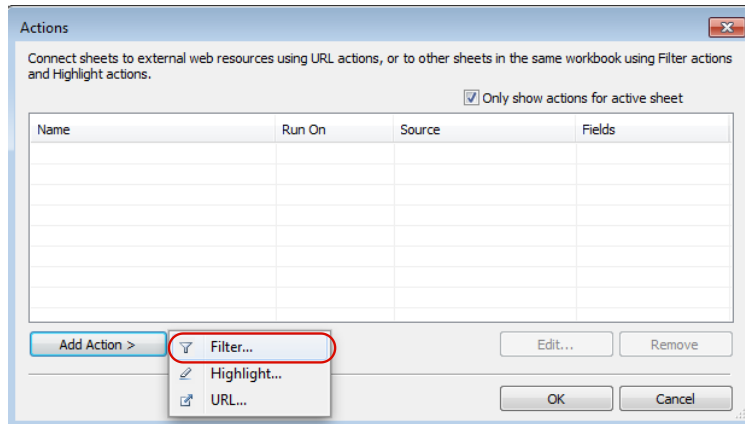 Actions
Connect sheets to external web resources using URL actions, or to other sheets in the same workbook using Filter actions
and Highlight actions.
Only show actions for active sheet
Name Run On Source Fields
Add Action > Filter... Edit... Remove
Highlight...
URL... OK Cancel